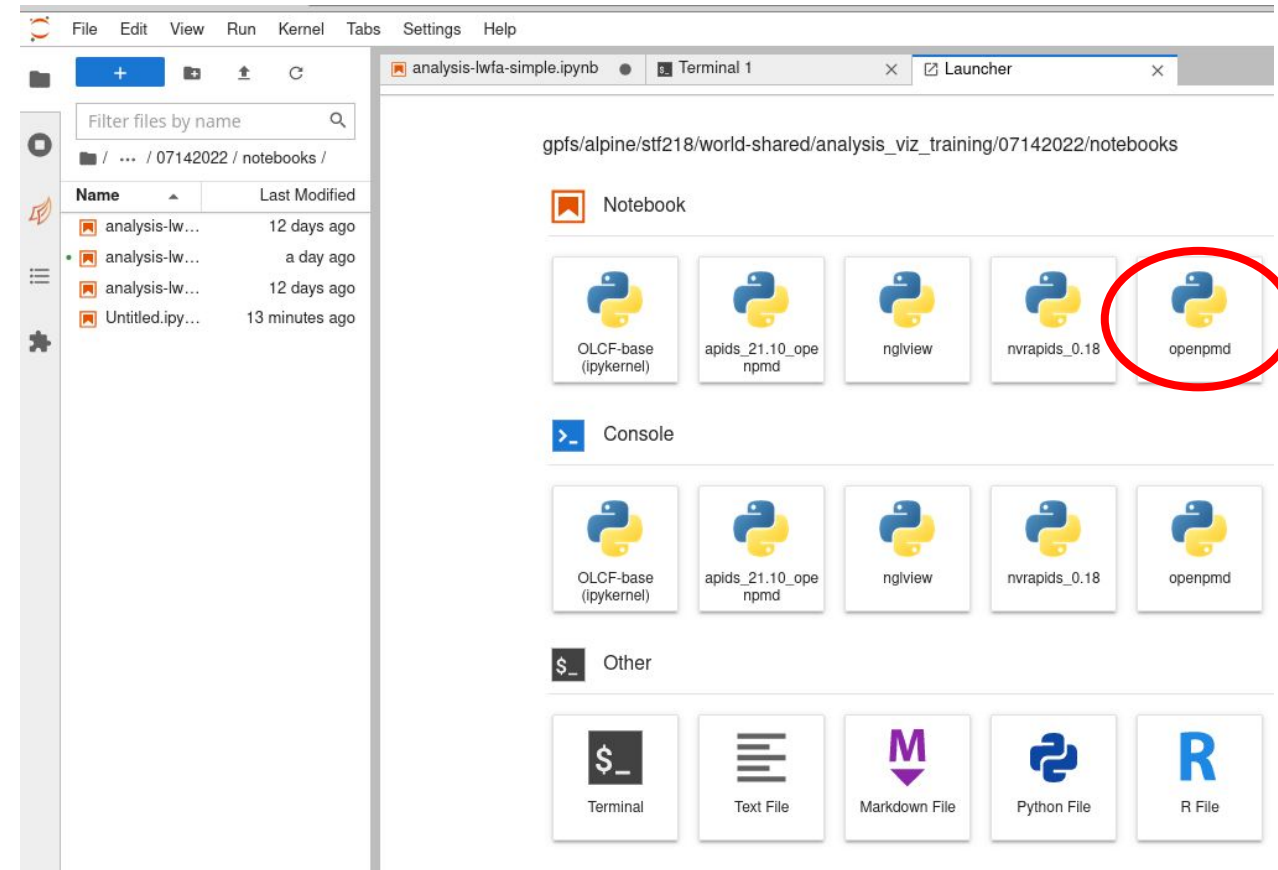 File Edit View Run Kernel Tabs Settings Help
analysis-lwfa-simple.ipynb
Terminal 1
Launcher
Filter files by name
/ ... / 07142022 / notebooks /
Name Last Modified
analysis-lw... 12 days ago
analysis-lw... a day ago
analysis-lw... 12 days ago
Untitled.ipy... 13 minutes ago
gpfs/alpine/stf218/world-shared/analysis_viz_training/07142022/notebooks
Notebook
OLCF-base
(ipykernel)
apids_21.10_ope
npmd
nglview
nvrapids_0.18
openpmd
>_ Console
OLCF-base
(ipykernel)
apids_21.10_ope
npmd
nglview
nvrapids_0.18
openpmd
$_ Other
$_
Terminal
Text File
M
Markdown File
Python File
R
R File